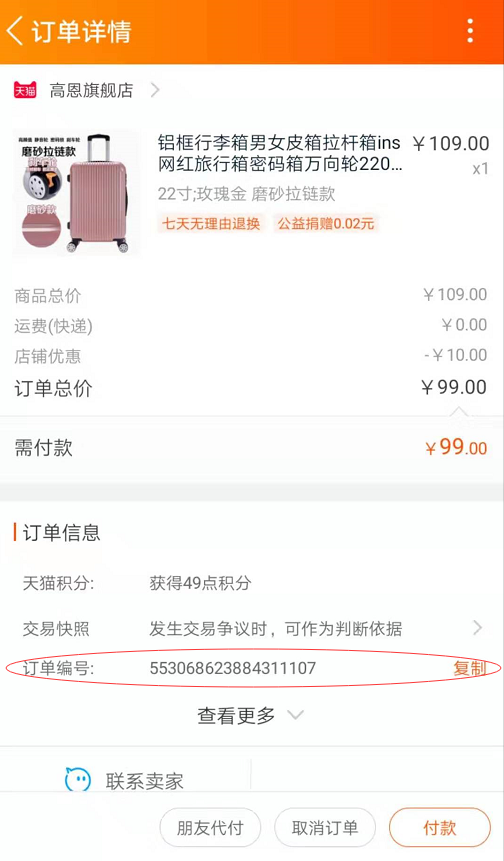 订单详情
天猫 高恩旗舰店
磨砂拉链款
铝框行李箱男女皮箱拉杆箱ins ￥109.00
网红旅行箱密码箱万向轮220... x1
22寸;玫瑰金 磨砂拉链款
七天无理由退换 公益捐赠0.02元
商品总价 ￥109.00
运费(快递) ￥0.00
店铺优惠 -￥10.00
订单总价 ￥99.00
需付款 ￥99.00
订单信息
天猫积分: 获得49点积分
交易快照 发生交易争议时，可作为判断依据
订单编号: 553068623884311107 复制
查看更多
联系卖家
朋友代付 取消订单 付款